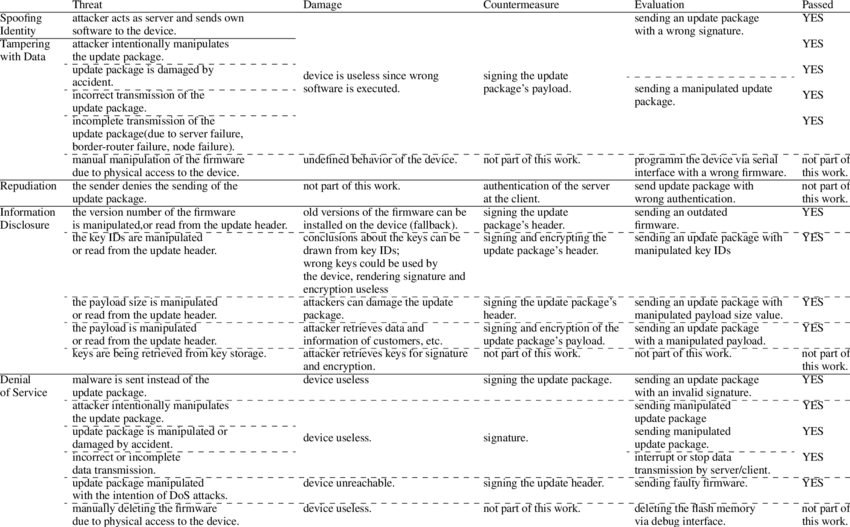 Threat Damage Countermeasure Evaluation Passed
Spoofing attacker acts as server and sends own sending an update package YES
Identity software to the device. with a wrong signature.
Tampering attacker intentionally manipulates YES
with Data the update package.
update package is damaged by YES
accident. device is useless since wrong signing the update
software is executed. package's payload. sending a manipulated update
incorrect transmission of the package. YES
update package.
incomplete transmission of the YES
update package(due to server failure,
border-router failure, node failure).
manual manipulation of the firmware undefined behavior of the device. not part of this work. programm the device via serial not part of
due to physical access to the device. interface with a wrong firmware. this work.
Repudiation the sender denies the sending of the not part of this work. authentication of the server send update package with not part of
update package. at the client. wrong authentication. this work.
Information the version number of the firmware old versions of the firmware can be signing the update sending an outdated YES
Disclosure is manipulated,or read from the update header. installed on the device (fallback). package's header. firmware.
the key IDs are manipulated conclusions about the keys can be signing and encrypting the sending an update package with YES
or read from the update header. drawn from key IDs; update package's header. manipulated key IDs
wrong keys could be used by
the device, rendering signature and
encryption useless
the payload size is manipulated attackers can damage the update signing the update package's sending an update package with YES
or read from the update header. package. header. manipulated payload size value.
the payload is manipulated attacker retrieves data and signing and encryption of the sending an update package YES
or read from the update header. information of customers, etc. update package's payload. with a manipulated payload.
keys are being retrieved from key storage. attacker retrieves keys for signature not part of this work. not part of this work. not part of
and encryption. this work.
Denial malware is sent instead of the device useless signing the update package. sending an update package YES
of Service update package. with an invalid signature.
attacker intentionally manipulates sending manipulated YES
the update package. update package
update package is manipulated or sending manipulated YES
damaged by accident. device useless. signature. update package.
incorrect or incomplete interrupt or stop data YES
data transmission. transmission by server/client.
update package manipulated device unreachable. signing the update header. sending faulty firmware. YES
with the intention of DoS attacks.
manually deleting the firmware device useless. not part of this work. deleting the flash memory not part of
due to physical access to the device. via debug interface. this work.